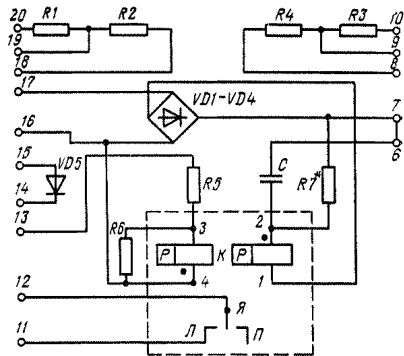 20 R1 R2 R4 R3 10
19 9
18 8
17 VD1-VD4 7
16 6
15 VD5 C R7*
14 R5
13
R6 3 2
P K P
4 1
12 Я
11 Л П